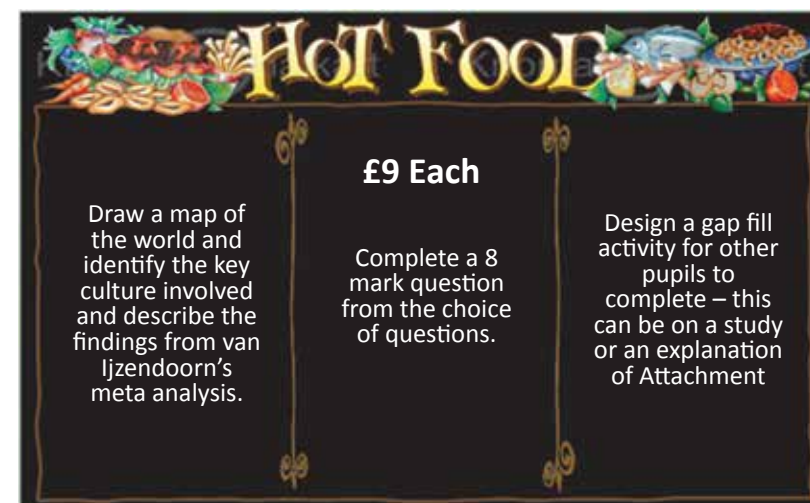 HOT FOOD
Draw a map of
the world and
identify the key
culture involved
and describe the
findings from van
Ijzendoorn's
meta analysis.
£9 Each
Complete a 8
mark question
from the choice
of questions.
Design a gap fill
activity for other
pupils to
complete – this
can be on a study
or an explanation
of Attachment